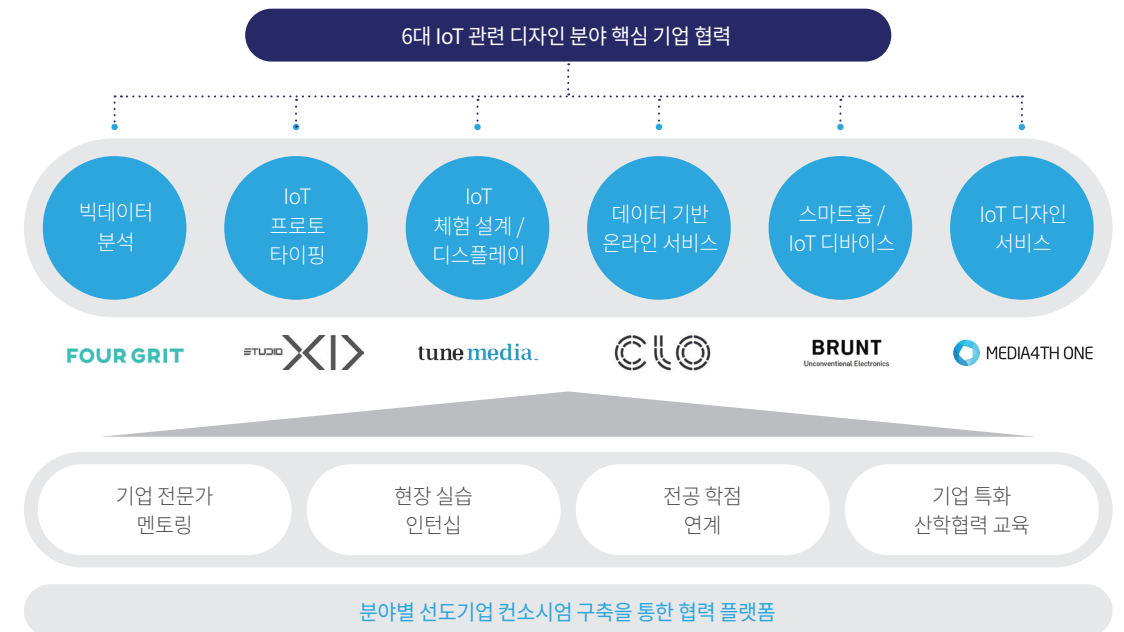 6대 IoT 관련 디자인 분야 핵심 기업 협력
빅데이터
분석
IoT
프로토
타이핑
IoT
체험 설계 /
디스플레이
데이터 기반
온라인 서비스
스마트홈 /
IoT 디바이스
IoT 디자인
서비스
FOUR GRIT
STUDIO XID
tune media.
CLO
BRUNT
Unconventional Electronics
MEDIA4TH ONE
기업 전문가
멘토링
현장 실습
인턴십
전공 학점
연계
기업 특화
산학협력 교육
분야별 선도기업 컨소시엄 구축을 통한 협력 플랫폼